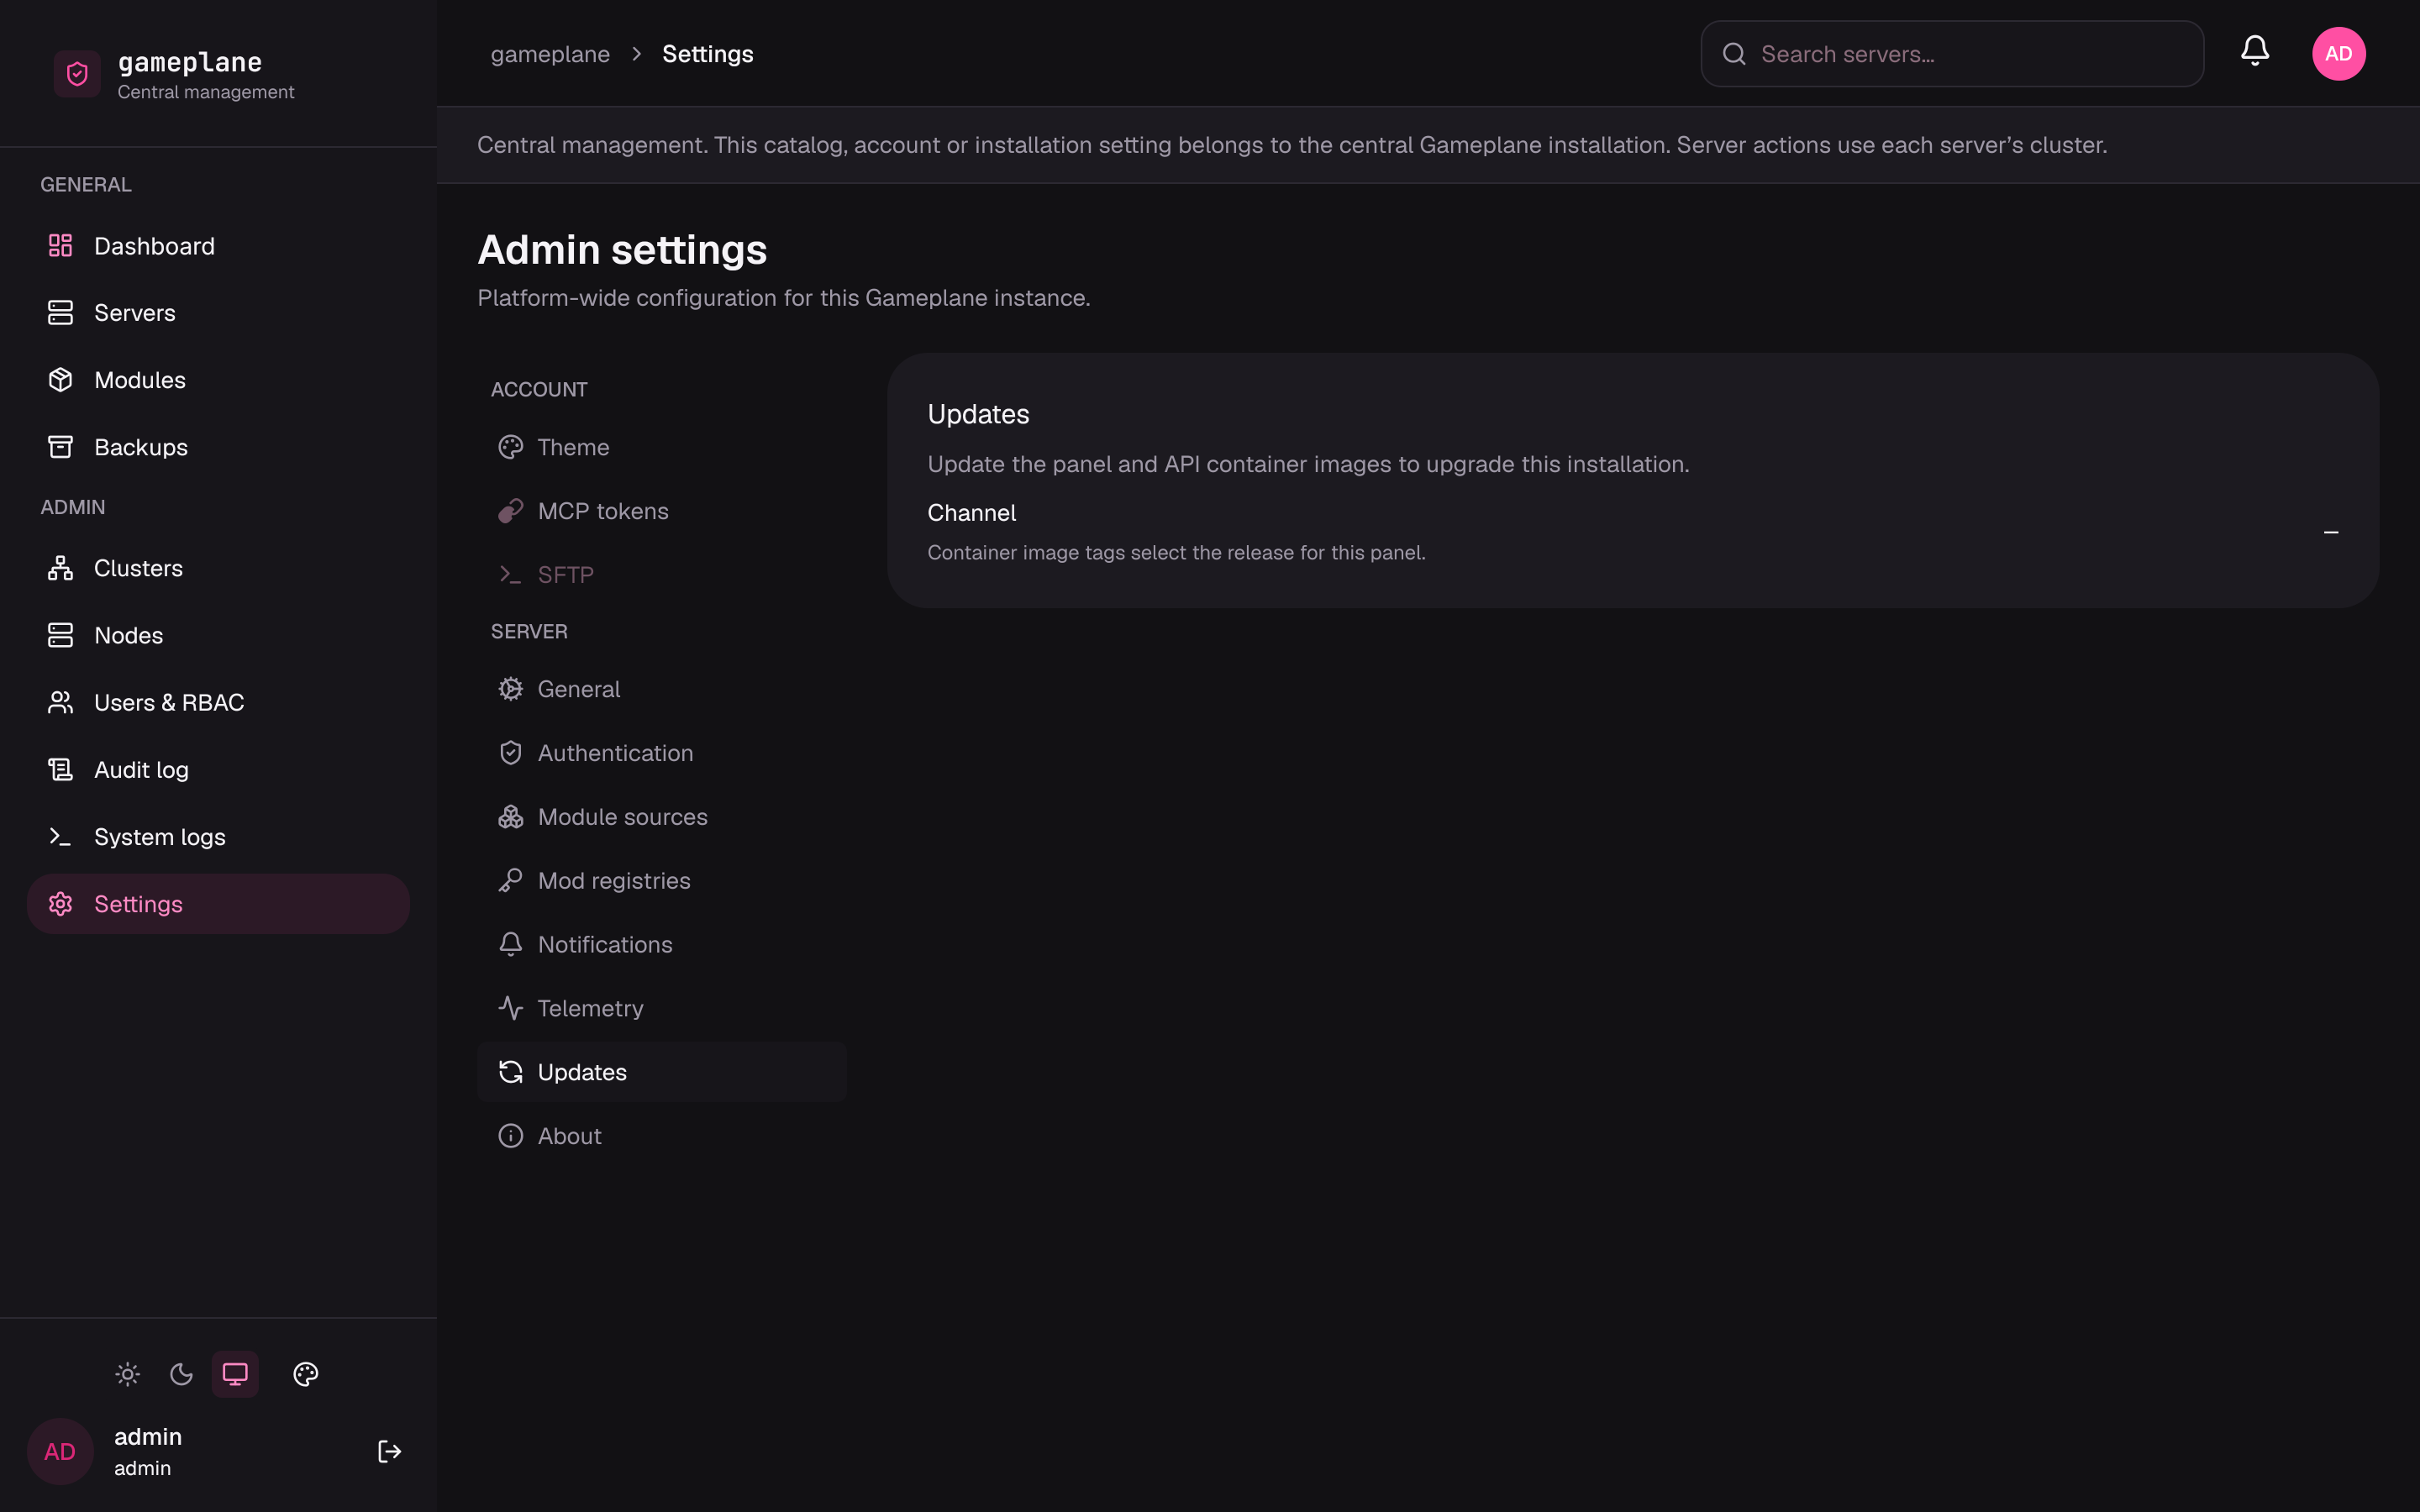 gameplane
Central management
GENERAL
Dashboard
Servers
Modules
Backups
ADMIN
Clusters
Nodes
Users & RBAC
Audit log
System logs
Settings
AD
admin
admin
gameplane > Settings
Search servers...
AD
Central management. This catalog, account or installation setting belongs to the central Gameplane installation. Server actions use each server’s cluster.
Admin settings
Platform-wide configuration for this Gameplane instance.
ACCOUNT
Theme
MCP tokens
SFTP
SERVER
General
Authentication
Module sources
Mod registries
Notifications
Telemetry
Updates
About
Updates
Update the panel and API container images to upgrade this installation.
Channel
Container image tags select the release for this panel.
—